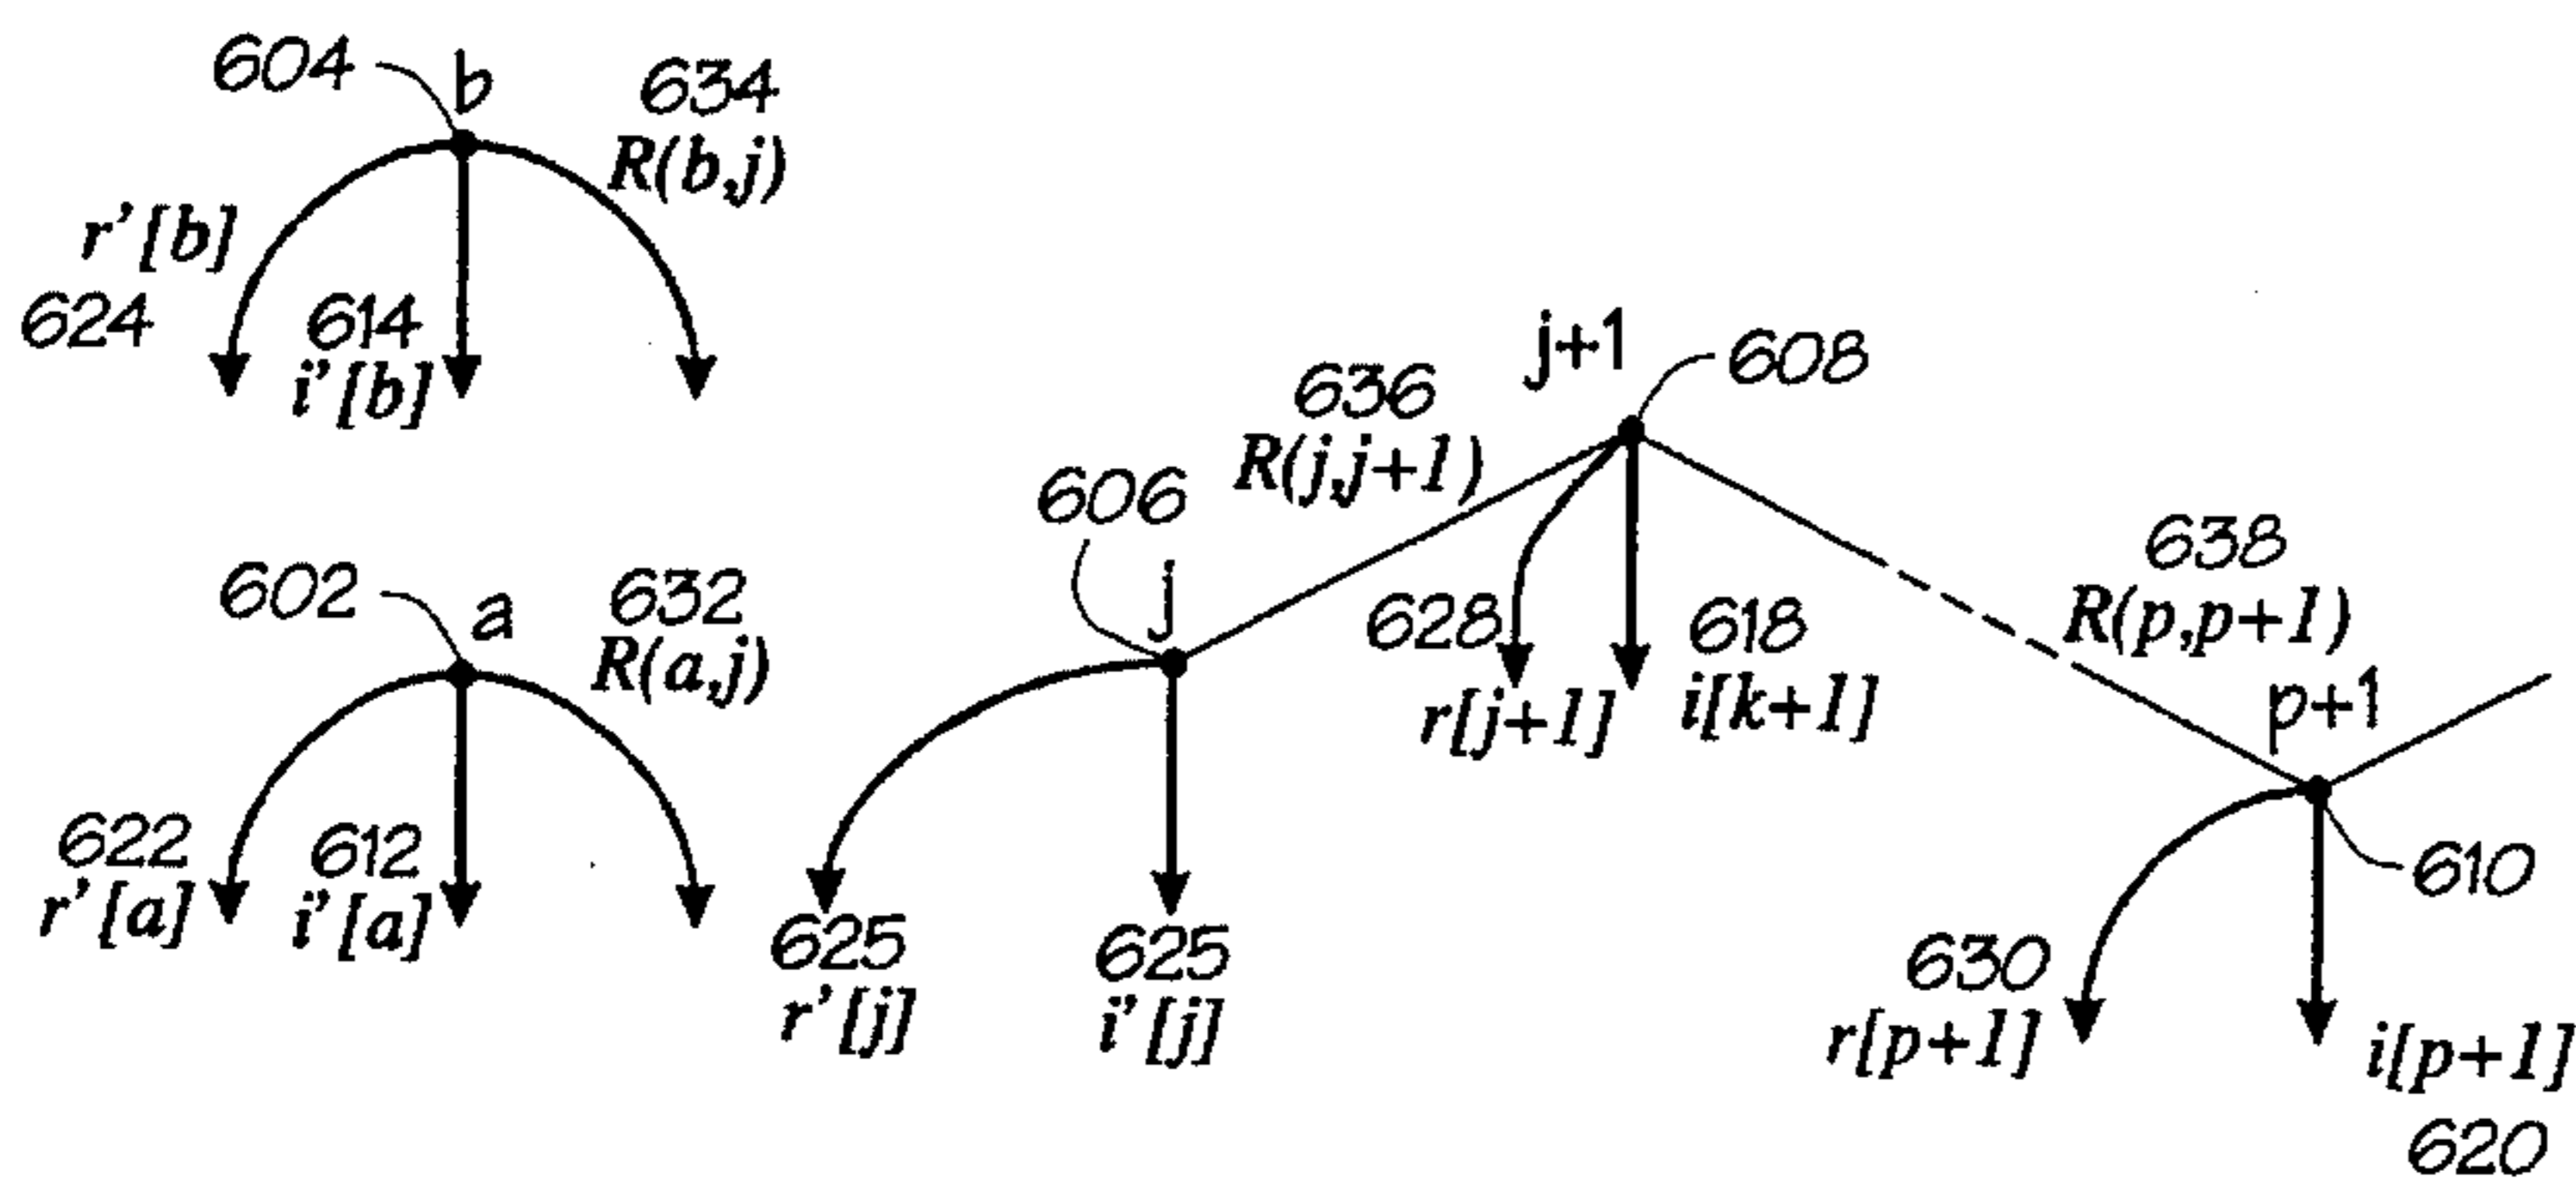 604
b
634
R(b,j)
r'[b]
624
614
i'[b]
j+1
608
636
R(j,j+1)
606
j
602
a
632
R(a,j)
628
r[j+1]
618
i[k+1]
638
R(p,p+1)
p+1
622
r'[a]
612
i'[a]
625
r'[j]
625
i'[j]
610
630
r[p+1]
i[p+1]
620